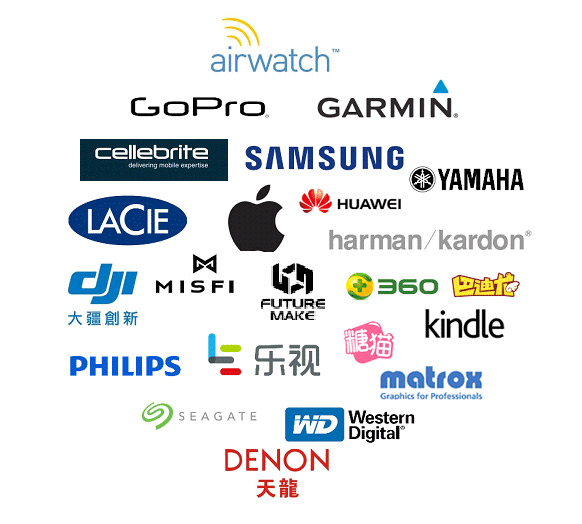 airwatch™
GoPro®
GARMIN®
cellebrite
delivering mobile expertise
SAMSUNG
YAMAHA
LACIE
HUAWEI
harman/kardon®
dji
大疆創新
MISFI
FUTURE
MAKE
360
巴迪龙
kindle
PHILIPS
乐视
糖猫
matrox
Graphics for Professionals
SEAGATE
WD
Western
Digital®
DENON
天龍